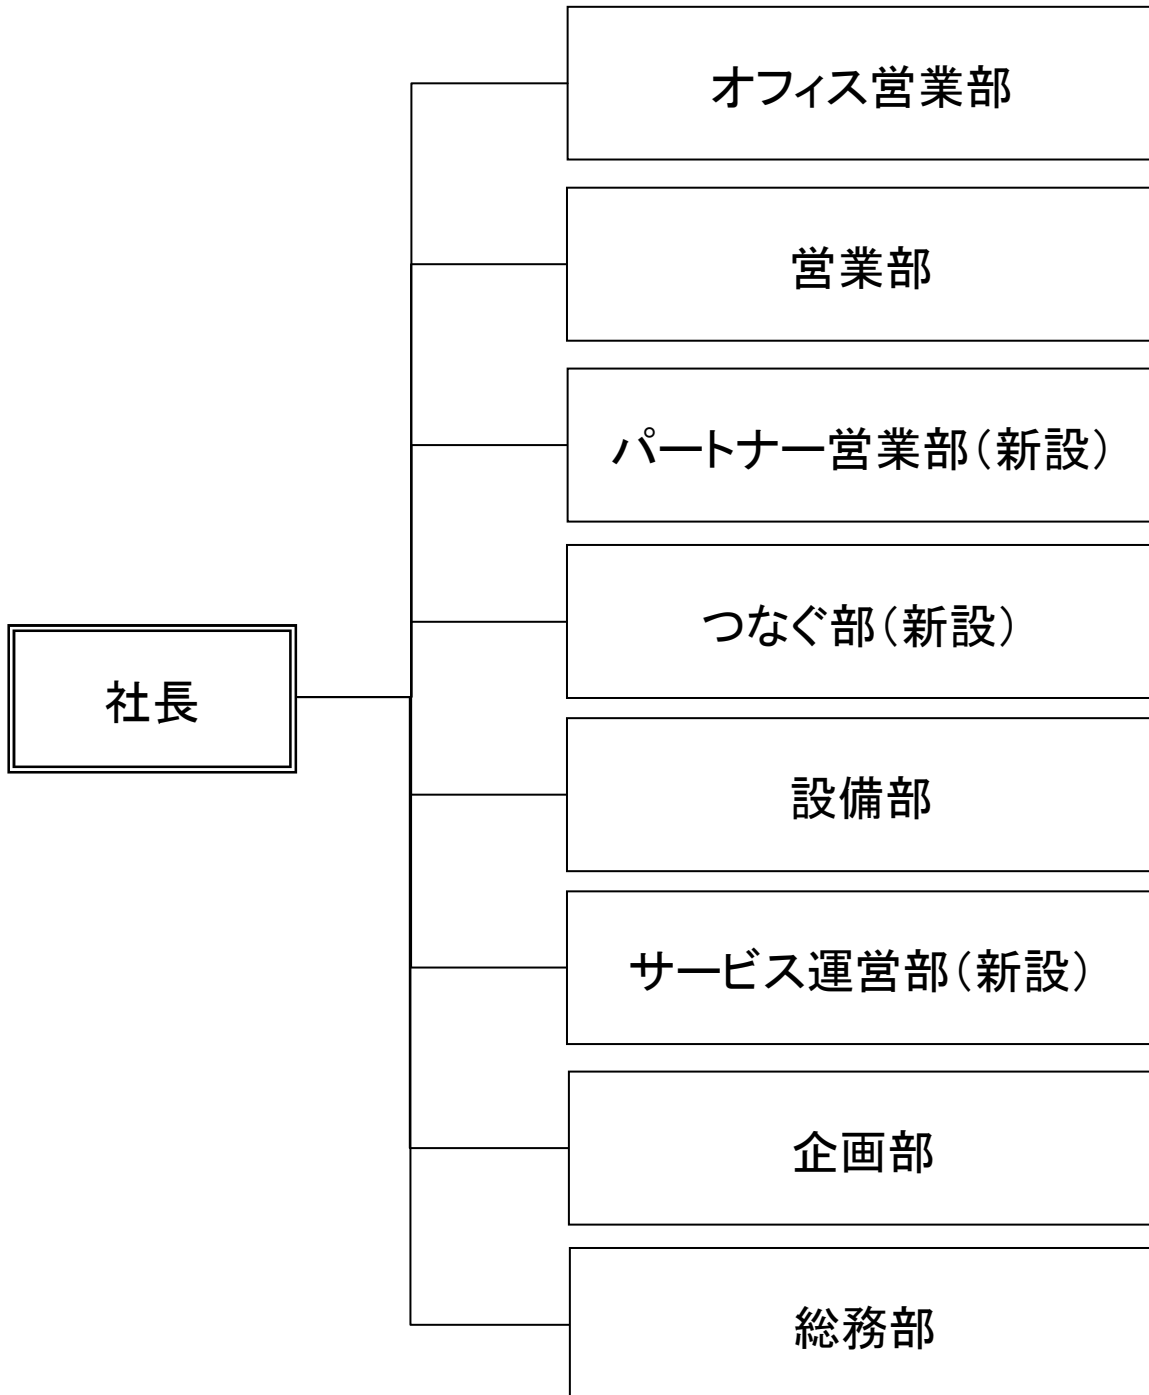 オフィス営業部
営業部
パートナー営業部（新設）
つなぐ部（新設）
社長
設備部
サービス運営部（新設）
企画部
総務部